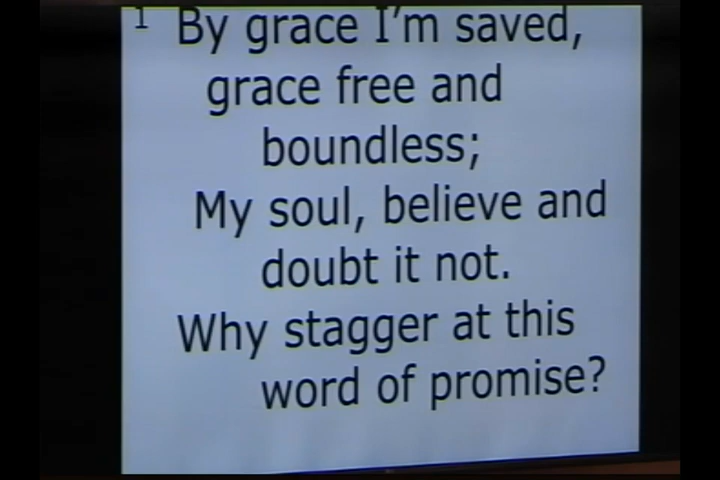 1 By grace I'm saved,
grace free and
boundless;
My soul, believe and
doubt it not.
Why stagger at this
word of promise?